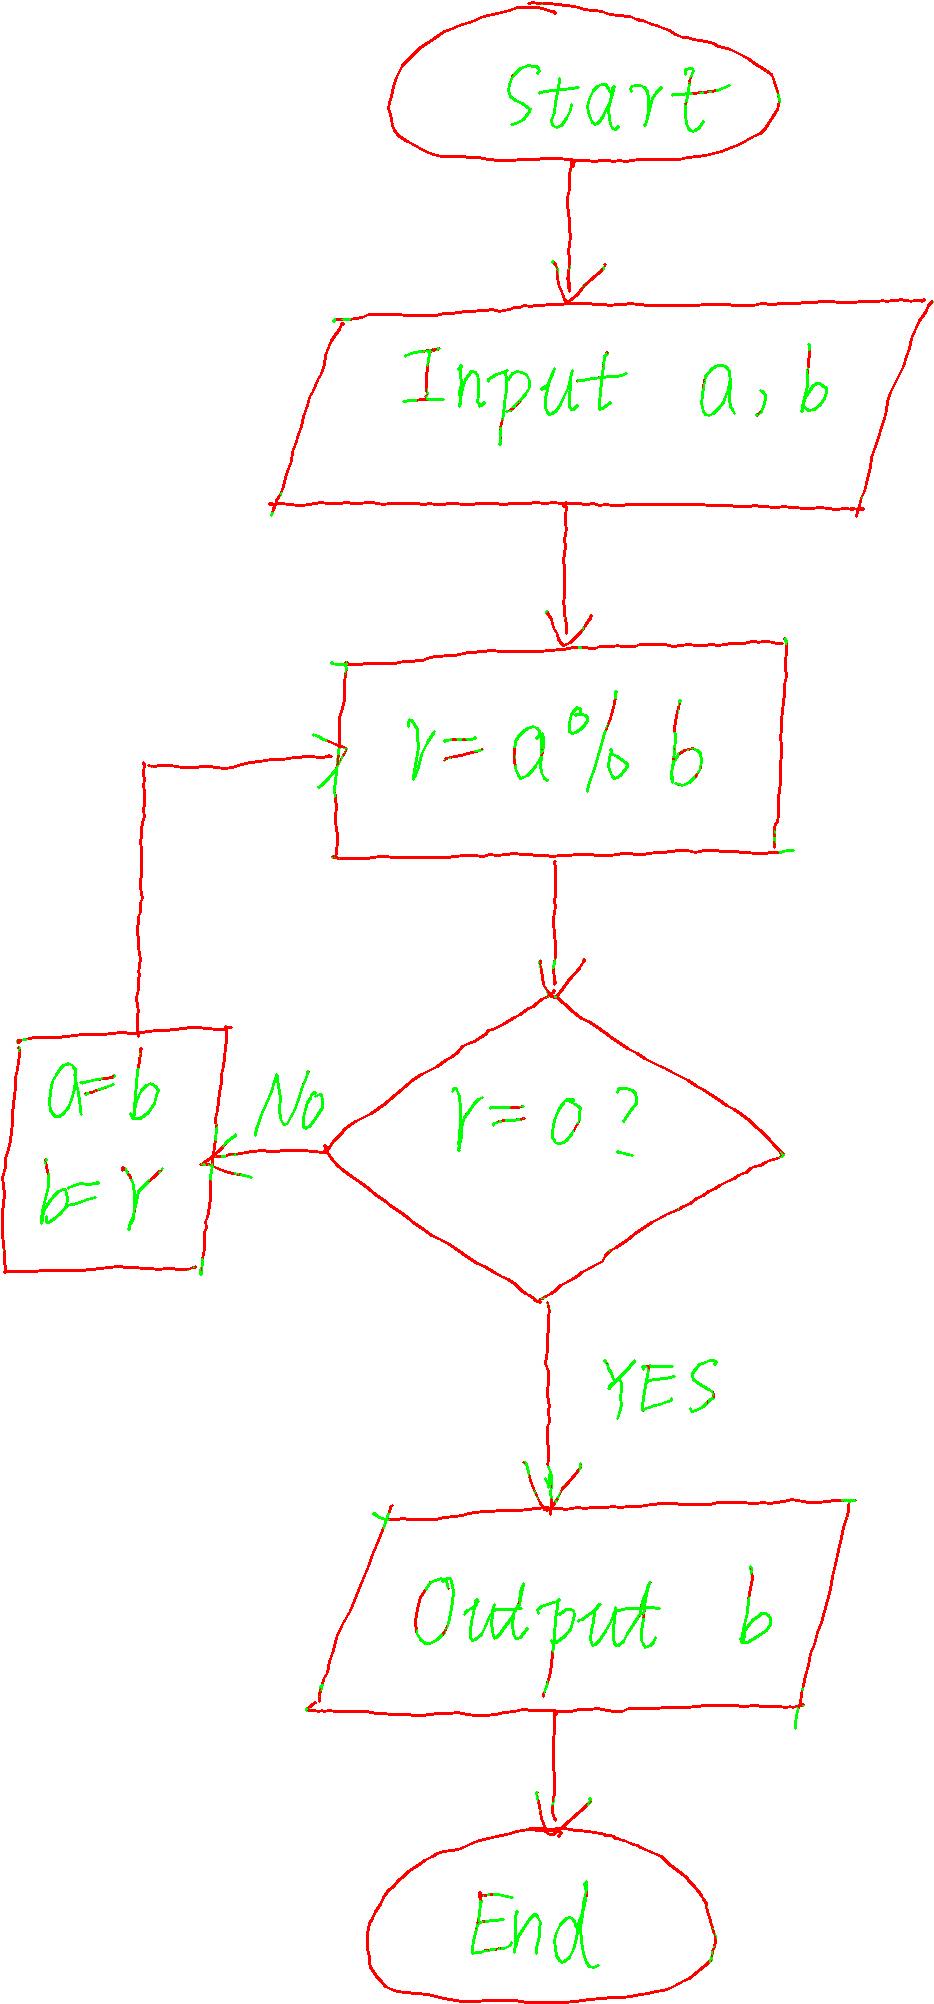 Start
Input a, b
r = a % b
r = 0 ?
No
a = b
b = r
YES
Output b
End